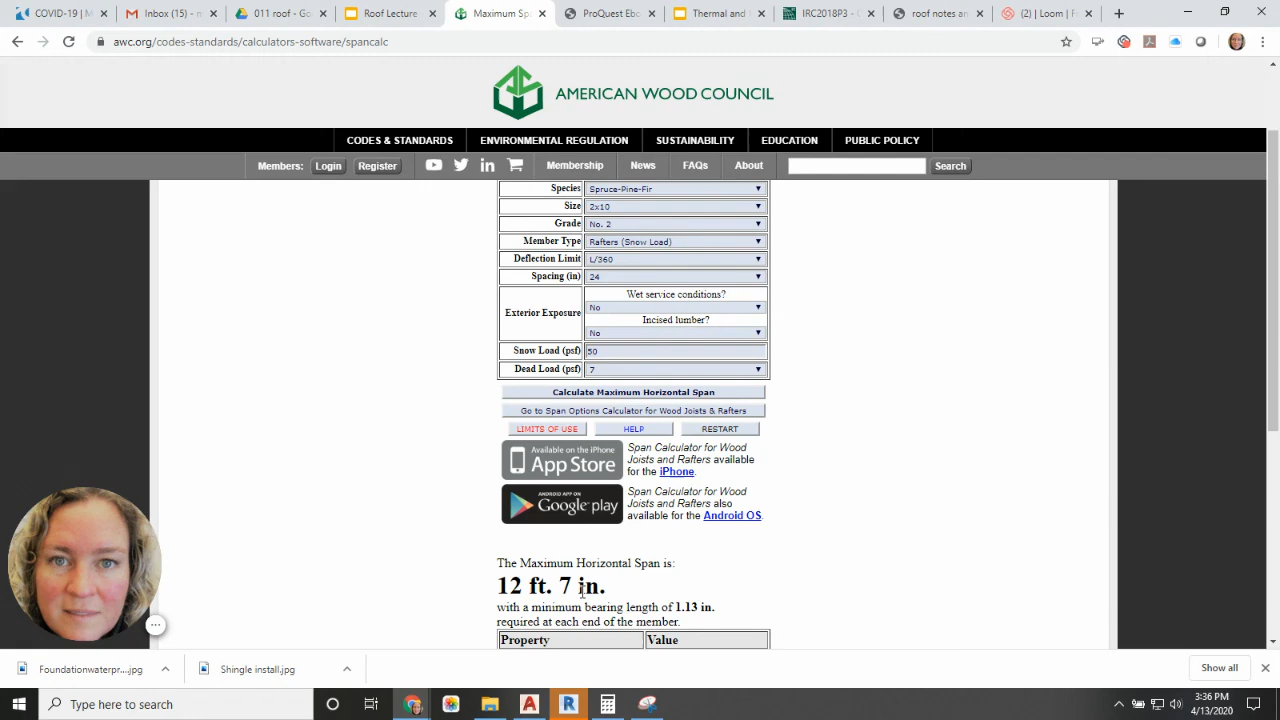 COVID-19 | M
Inbox (15) - m
011 roof - Go
Roof Lecture
Maximum Spa
ProQuest Ebo
Thermal and
IRC2018P3 - C
roof notes an
(2) | Loom | Fr
awc.org/codes-standards/calculators-software/spancalc
AMERICAN WOOD COUNCIL
CODES & STANDARDS ENVIRONMENTAL REGULATION SUSTAINABILITY EDUCATION PUBLIC POLICY
Members: Login Register Membership News FAQs About Search
Species Spruce-Pine-Fir
Size 2x10
Grade No. 2
Member Type Rafters (Snow Load)
Deflection Limit L/360
Spacing (in) 24
Exterior Exposure
Wet service conditions?
No
Incised lumber?
No
Snow Load (psf) 50
Dead Load (psf) 7
Calculate Maximum Horizontal Span
Go to Span Options Calculator for Wood Joists & Rafters
LIMITS OF USE HELP RESTART
Available on the iPhone
App Store
Span Calculator for Wood
Joists and Rafters available
for the iPhone.
ANDROID APP ON
Google play
Span Calculator for Wood
Joists and Rafters also
available for the Android OS.
The Maximum Horizontal Span is:
12 ft. 7 in.
with a minimum bearing length of 1.13 in.
required at each end of the member.
Property Value
Foundationwaterpr....jpg
Shingle install.jpg
Show all
Type here to search
3:36 PM
4/13/2020